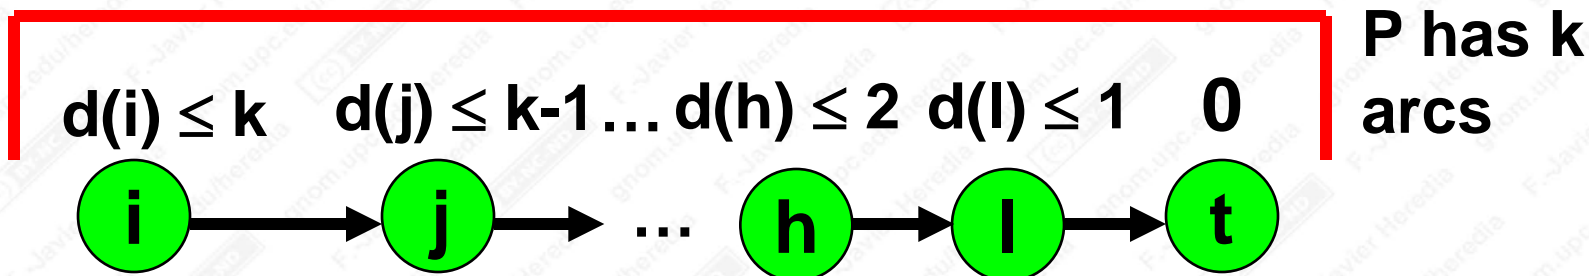 P has k
arcs
d(i) ≤ k d(j) ≤ k-1 … d(h) ≤ 2 d(l) ≤ 1 0
i j … h l t